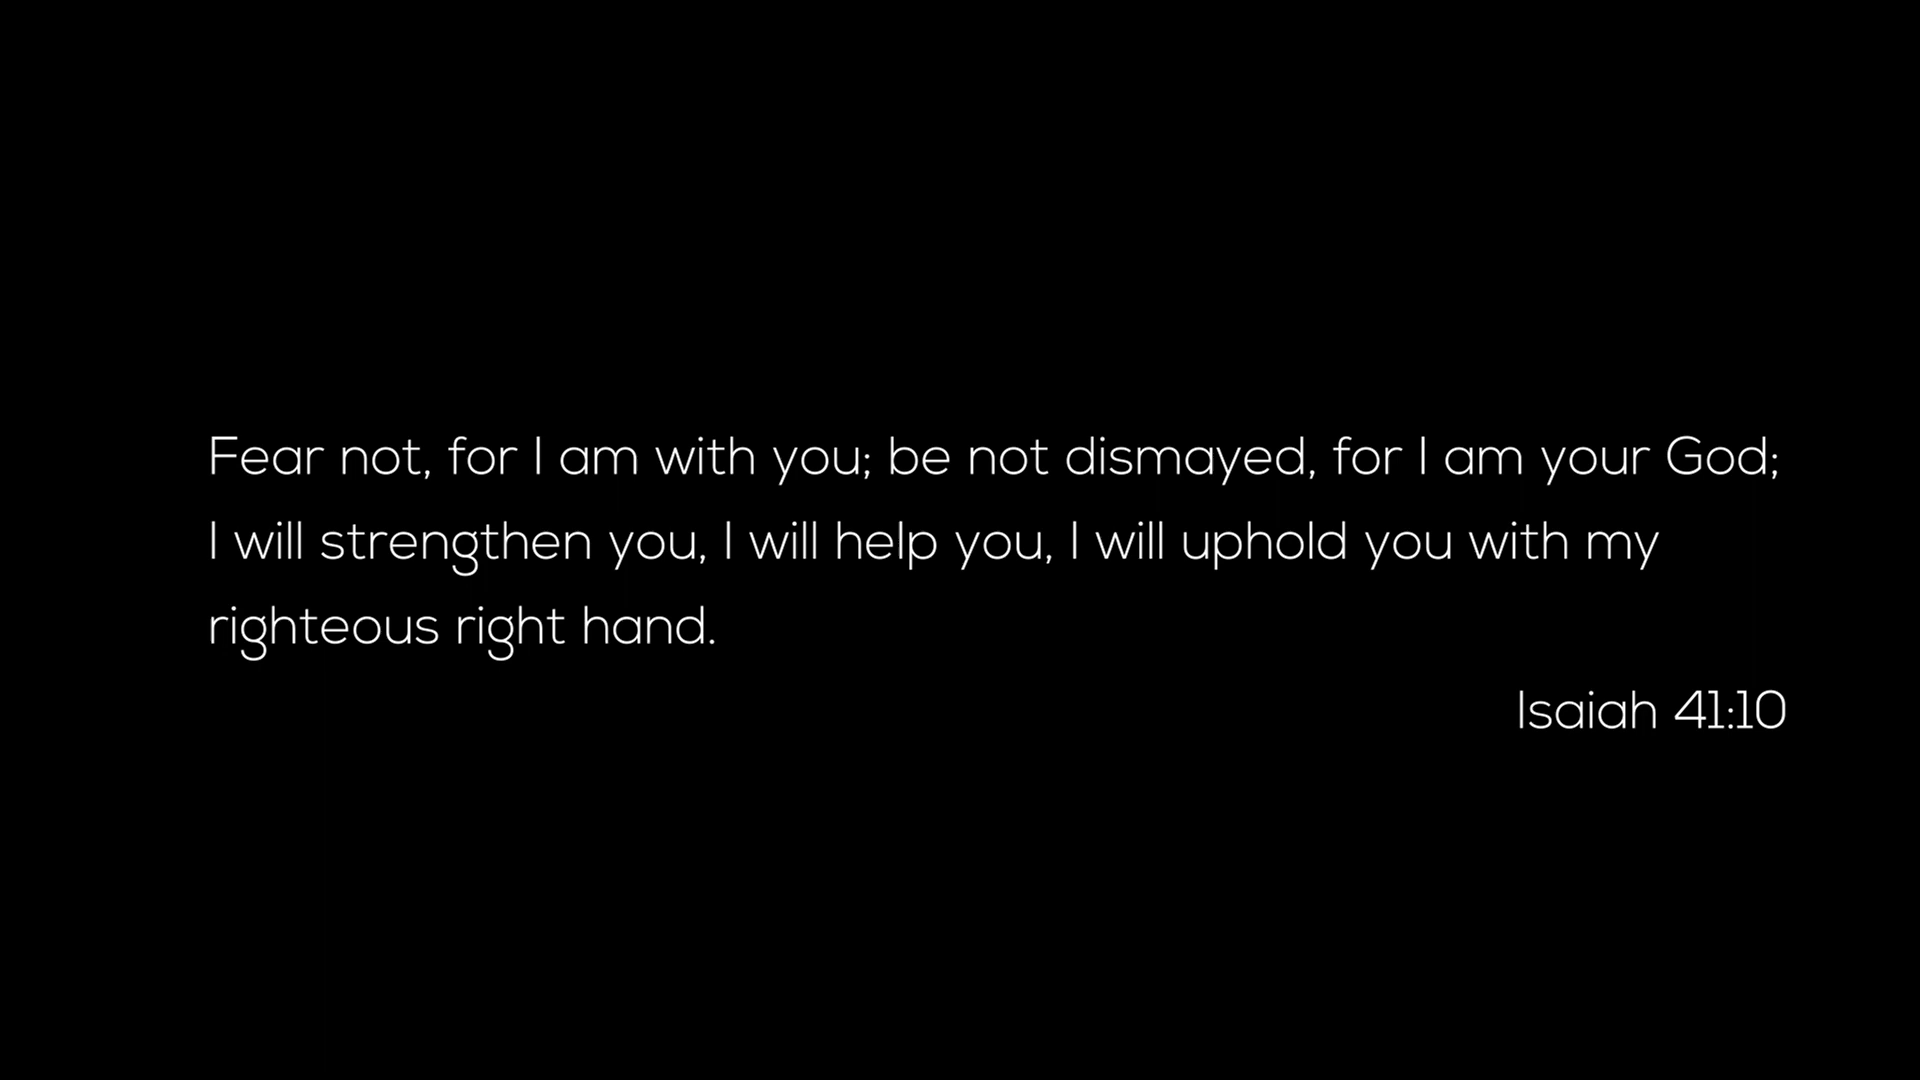 Fear not, for I am with you; be not dismayed, for I am your God;
I will strengthen you, I will help you, I will uphold you with my
righteous right hand.
Isaiah 41:10